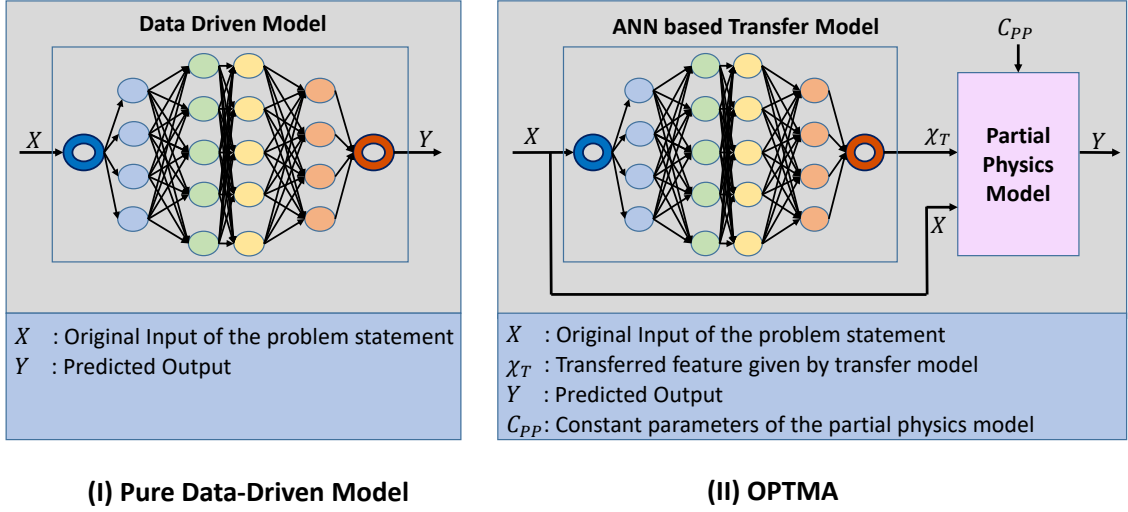 Data Driven Model
X
Y
X : Original Input of the problem statement
Y : Predicted Output
(I) Pure Data-Driven Model
ANN based Transfer Model
C_PP
X
χ_T
X
Partial
Physics
Model
Y
X : Original Input of the problem statement
χ_T : Transferred feature given by transfer model
Y : Predicted Output
C_PP : Constant parameters of the partial physics model
(II) OPTMA